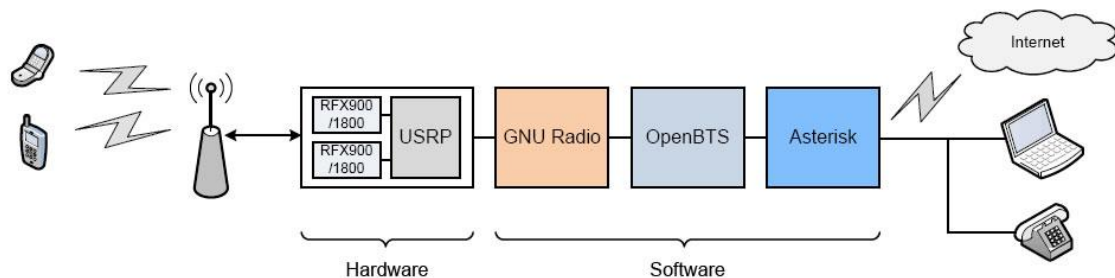 Internet
RFX900
/1800
RFX900
/1800
USRP
GNU Radio
OpenBTS
Asterisk
Hardware
Software